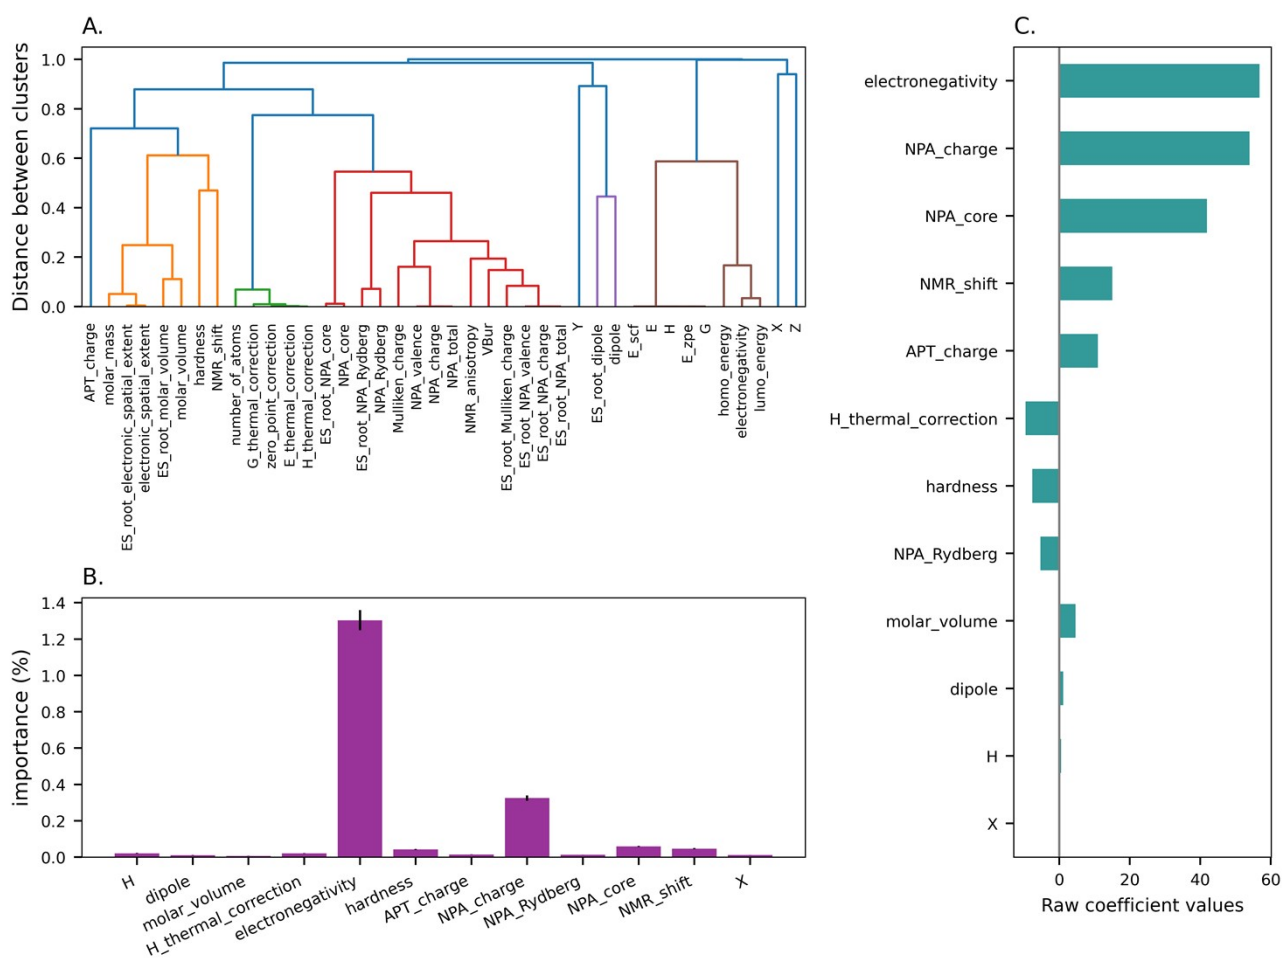 A.
Distance between clusters
1.0
0.8
0.6
0.4
0.2
0.0
APT_charge
molar_mass
ES_root_electronic_spatial_extent
electronic_spatial_extent
ES_root_molar_volume
molar_volume
hardness
NMR_shift
number_of_atoms
G_thermal_correction
zero_point_correction
E_thermal_correction
H_thermal_correction
ES_root_NPA_core
NPA_core
ES_root_NPA_Rydberg
NPA_Rydberg
Mulliken_charge
NPA_valence
NPA_charge
NPA_total
NMR_anisotropy
VBur
ES_root_Mulliken_charge
ES_root_NPA_valence
ES_root_NPA_charge
ES_root_NPA_total
Y
ES_root_dipole
dipole
E_scf
E
H
E_zpe
G
homo_energy
electronegativity
lumo_energy
X
Z
B.
importance (%)
1.4
1.2
1.0
0.8
0.6
0.4
0.2
0.0
H
dipole
molar_volume
H_thermal_correction
electronegativity
hardness
APT_charge
NPA_charge
NPA_Rydberg
NPA_core
NMR_shift
X
C.
electronegativity
NPA_charge
NPA_core
NMR_shift
APT_charge
H_thermal_correction
hardness
NPA_Rydberg
molar_volume
dipole
H
X
0 20 40 60
Raw coefficient values